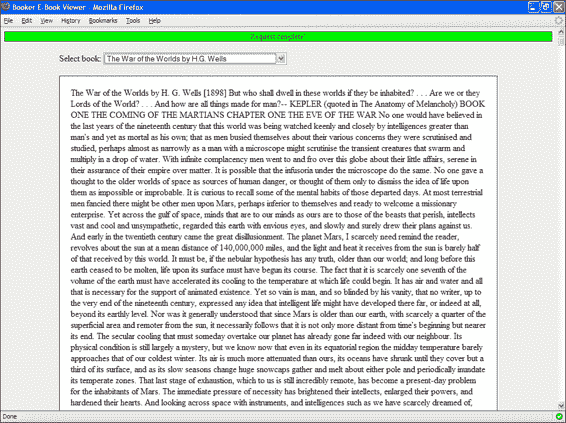 Booker E-Book Viewer - Mozilla Firefox
File Edit View History Bookmarks Tools Help
Request complete!
Select book: The War of the Worlds by H.G. Wells
The War of the Worlds by H. G. Wells [1898] But who shall dwell in these worlds if they be inhabited? . . . Are we or they
Lords of the World? . . . And how are all things made for man?-- KEPLER (quoted in The Anatomy of Melancholy) BOOK
ONE THE COMING OF THE MARTIANS CHAPTER ONE THE EVE OF THE WAR No one would have believed in
the last years of the nineteenth century that this world was being watched keenly and closely by intelligences greater than
man's and yet as mortal as his own; that as men busied themselves about their various concerns they were scrutinised and
studied, perhaps almost as narrowly as a man with a microscope might scrutinise the transient creatures that swarm and
multiply in a drop of water. With infinite complacency men went to and fro over this globe about their little affairs, serene in
their assurance of their empire over matter. It is possible that the infusoria under the microscope do the same. No one gave a
thought to the older worlds of space as sources of human danger, or thought of them only to dismiss the idea of life upon
them as impossible or improbable. It is curious to recall some of the mental habits of those departed days. At most terrestrial
men fancied there might be other men upon Mars, perhaps inferior to themselves and ready to welcome a missionary
enterprise. Yet across the gulf of space, minds that are to our minds as ours are to those of the beasts that perish, intellects
vast and cool and unsympathetic, regarded this earth with envious eyes, and slowly and surely drew their plans against us.
And early in the twentieth century came the great disillusionment. The planet Mars, I scarcely need remind the reader,
revolves about the sun at a mean distance of 140,000,000 miles, and the light and heat it receives from the sun is barely half
of that received by this world. It must be, if the nebular hypothesis has any truth, older than our world; and long before this
earth ceased to be molten, life upon its surface must have begun its course. The fact that it is scarcely one seventh of the
volume of the earth must have accelerated its cooling to the temperature at which life could begin. It has air and water and all
that is necessary for the support of animated existence. Yet so vain is man, and so blinded by his vanity, that no writer, up to
the very end of the nineteenth century, expressed any idea that intelligent life might have developed there far, or indeed at all,
beyond its earthly level. Nor was it generally understood that since Mars is older than our earth, with scarcely a quarter of the
superficial area and remoter from the sun, it necessarily follows that it is not only more distant from time's beginning but nearer
its end. The secular cooling that must someday overtake our planet has already gone far indeed with our neighbour. Its
physical condition is still largely a mystery, but we know now that even in its equatorial region the midday temperature barely
approaches that of our coldest winter. Its air is much more attenuated than ours, its oceans have shrunk until they cover but a
third of its surface, and as its slow seasons change huge snowcaps gather and melt about either pole and periodically inundate
its temperate zones. That last stage of exhaustion, which to us is still incredibly remote, has become a present-day problem
for the inhabitants of Mars. The immediate pressure of necessity has brightened their intellects, enlarged their powers, and
hardened their hearts. And looking across space with instruments, and intelligences such as we have scarcely dreamed of,
Done